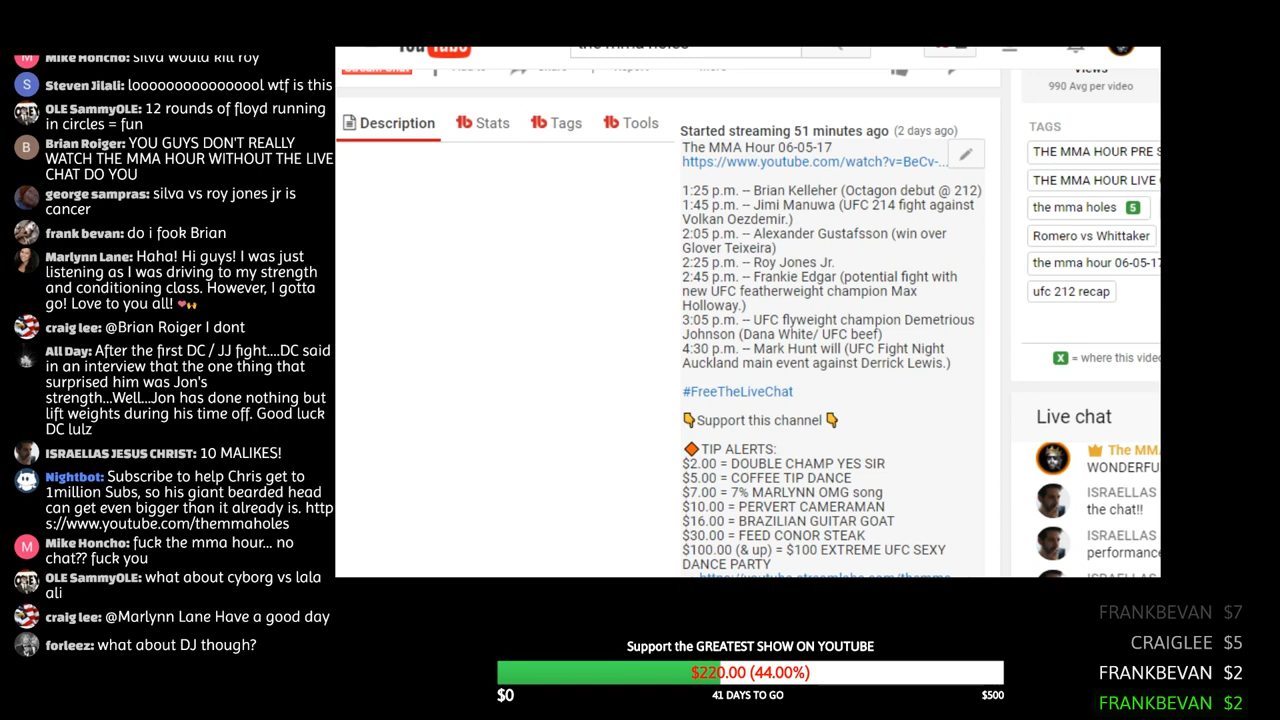 Mike Honcho: silva would kill roy
Steven Jilali: looooooooooooool wtf is this
OLE SammyOLE: 12 rounds of floyd running
in circles = fun
Brian Roiger: YOU GUYS DON'T REALLY
WATCH THE MMA HOUR WITHOUT THE LIVE
CHAT DO YOU
george sampras: silva vs roy jones jr is
cancer
frank bevan: do i fook Brian
Marlynn Lane: Haha! Hi guys! I was just
listening as I was driving to my strength
and conditioning class. However, I gotta
go! Love to you all! ❤️🙌
craig lee: @Brian Roiger I dont
All Day: After the first DC / JJ fight....DC said
in an interview that the one thing that
surprised him was Jon's
strength...Well...Jon has done nothing but
lift weights during his time off. Good luck
DC lulz
ISRAELLAS JESUS CHRIST: 10 MALIKES!
Nightbot: Subscribe to help Chris get to
1million Subs, so his giant bearded head
can get even bigger than it already is. http
s://www.youtube.com/themmaholes
Mike Honcho: fuck the mma hour... no
chat?? fuck you
OLE SammyOLE: what about cyborg vs lala
ali
craig lee: @Marlynn Lane Have a good day
forleez: what about DJ though?
YouTube
the mma holes
Description
Stats
Tags
Tools
Started streaming 51 minutes ago (2 days ago)
The MMA Hour 06-05-17
https://www.youtube.com/watch?v=BeCv-...
1:25 p.m. -- Brian Kelleher (Octagon debut @ 212)
1:45 p.m. -- Jimi Manuwa (UFC 214 fight against
Volkan Oezdemir.)
2:05 p.m. -- Alexander Gustafsson (win over
Glover Teixeira)
2:25 p.m. -- Roy Jones Jr.
2:45 p.m. -- Frankie Edgar (potential fight with
new UFC featherweight champion Max
Holloway.)
3:05 p.m. -- UFC flyweight champion Demetrious
Johnson (Dana White/ UFC beef)
4:30 p.m. -- Mark Hunt will (UFC Fight Night
Auckland main event against Derrick Lewis.)
#FreeTheLiveChat
👇Support this channel👇
🔶TIP ALERTS:
$2.00 = DOUBLE CHAMP YES SIR
$5.00 = COFFEE TIP DANCE
$7.00 = 7% MARLYNN OMG song
$10.00 = PERVERT CAMERAMAN
$16.00 = BRAZILIAN GUITAR GOAT
$30.00 = FEED CONOR STEAK
$100.00 (& up) = $100 EXTREME UFC SEXY
DANCE PARTY
Views
990 Avg per video
TAGS
THE MMA HOUR PRE S
THE MMA HOUR LIVE
the mma holes 5
Romero vs Whittaker
the mma hour 06-05-17
ufc 212 recap
X = where this video
Live chat
The MM
WONDERFU
ISRAELLAS
the chat!!
ISRAELLAS
performance
Support the GREATEST SHOW ON YOUTUBE
$220.00 (44.00%)
$0
41 DAYS TO GO
$500
FRANKBEVAN $7
CRAIGLEE $5
FRANKBEVAN $2
FRANKBEVAN $2